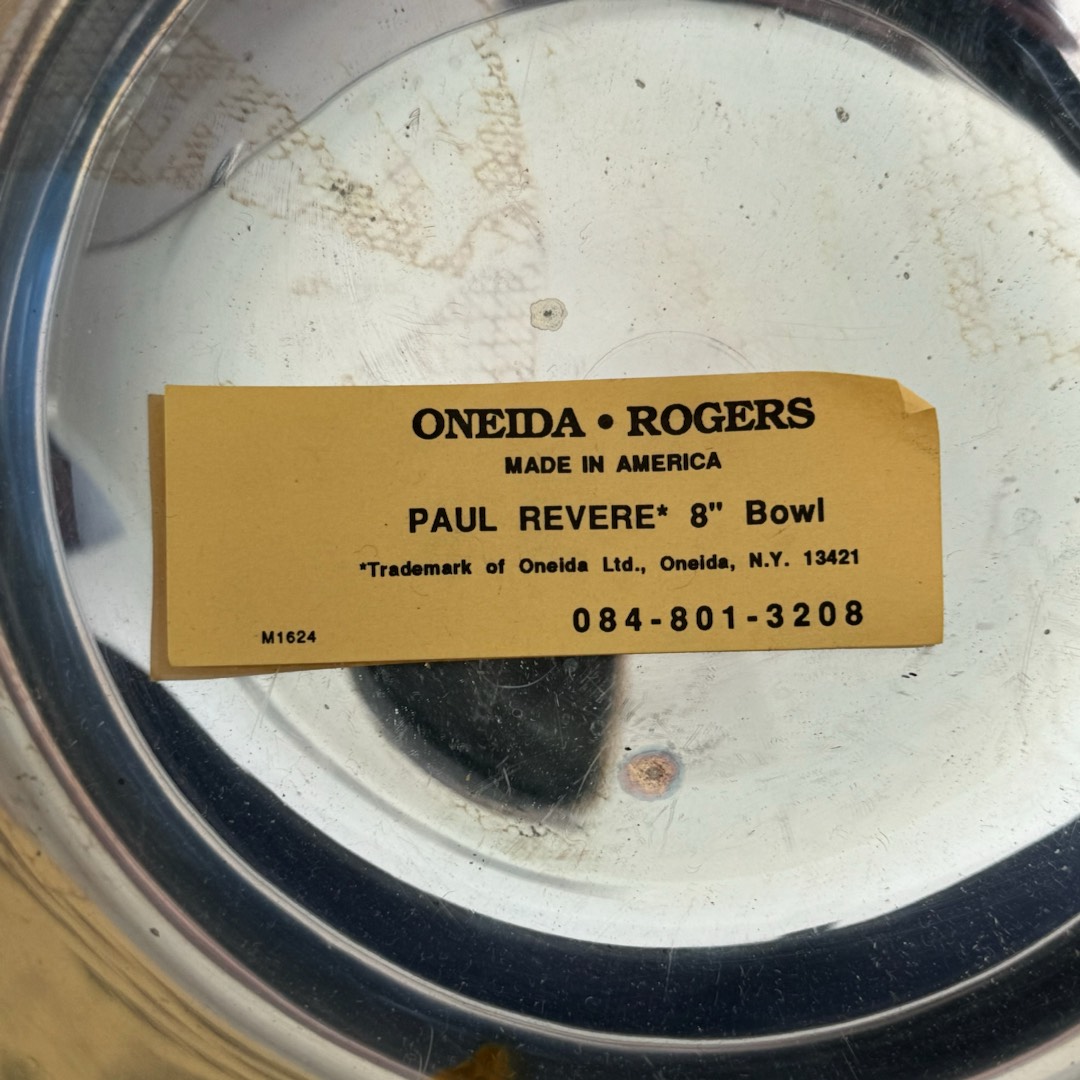 ONEIDA • ROGERS
MADE IN AMERICA
PAUL REVERE* 8" Bowl
*Trademark of Oneida Ltd., Oneida, N.Y. 13421
084-801-3208
M1624